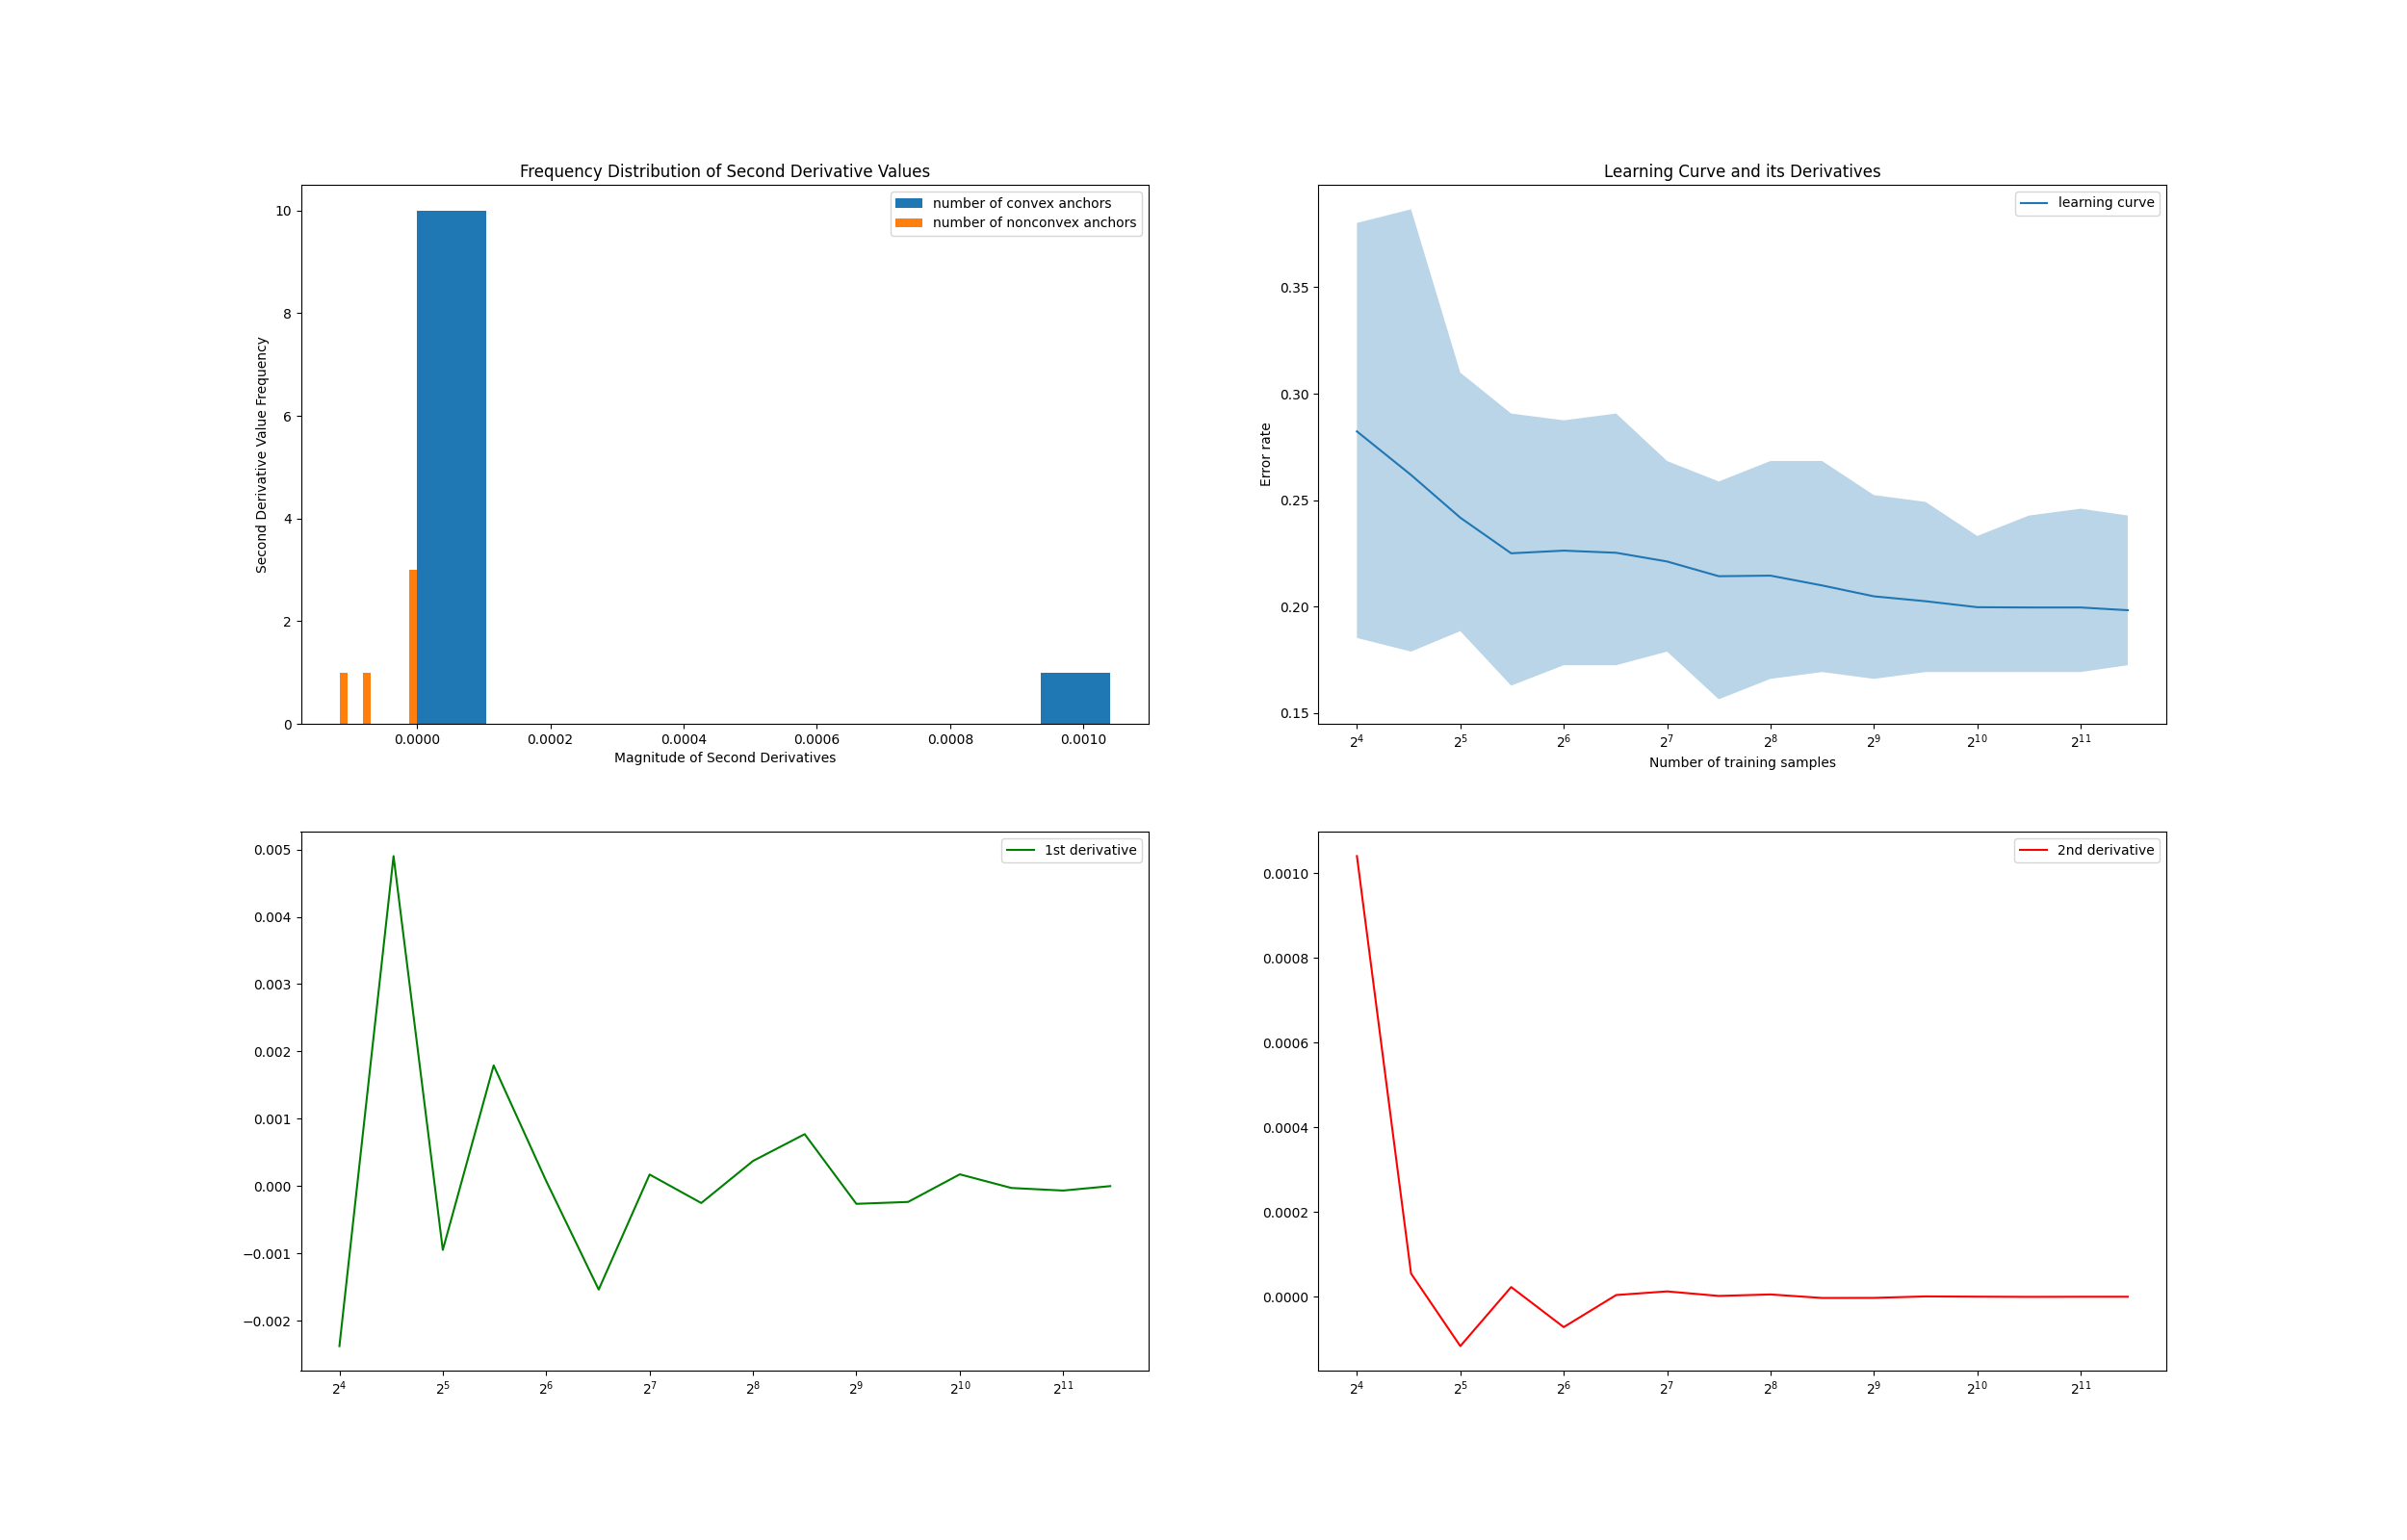 Frequency Distribution of Second Derivative Values
number of convex anchors
number of nonconvex anchors
10
8
6
4
2
0
Second Derivative Value Frequency
0.0000 0.0002 0.0004 0.0006 0.0008 0.0010
Magnitude of Second Derivatives
Learning Curve and its Derivatives
learning curve
0.35
0.30
0.25
0.20
0.15
Error rate
2⁴ 2⁵ 2⁶ 2⁷ 2⁸ 2⁹ 2¹⁰ 2¹¹
Number of training samples
1st derivative
0.005
0.004
0.003
0.002
0.001
0.000
−0.001
−0.002
2⁴ 2⁵ 2⁶ 2⁷ 2⁸ 2⁹ 2¹⁰ 2¹¹
2nd derivative
0.0010
0.0008
0.0006
0.0004
0.0002
0.0000
2⁴ 2⁵ 2⁶ 2⁷ 2⁸ 2⁹ 2¹⁰ 2¹¹